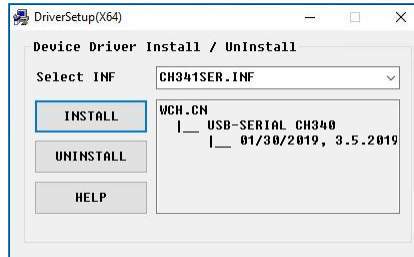 DriverSetup(X64)
Device Driver Install / UnInstall
Select INF
CH341SER.INF
INSTALL
UNINSTALL
HELP
WCH.CN
|__ USB-SERIAL CH340
|__ 01/30/2019, 3.5.2019